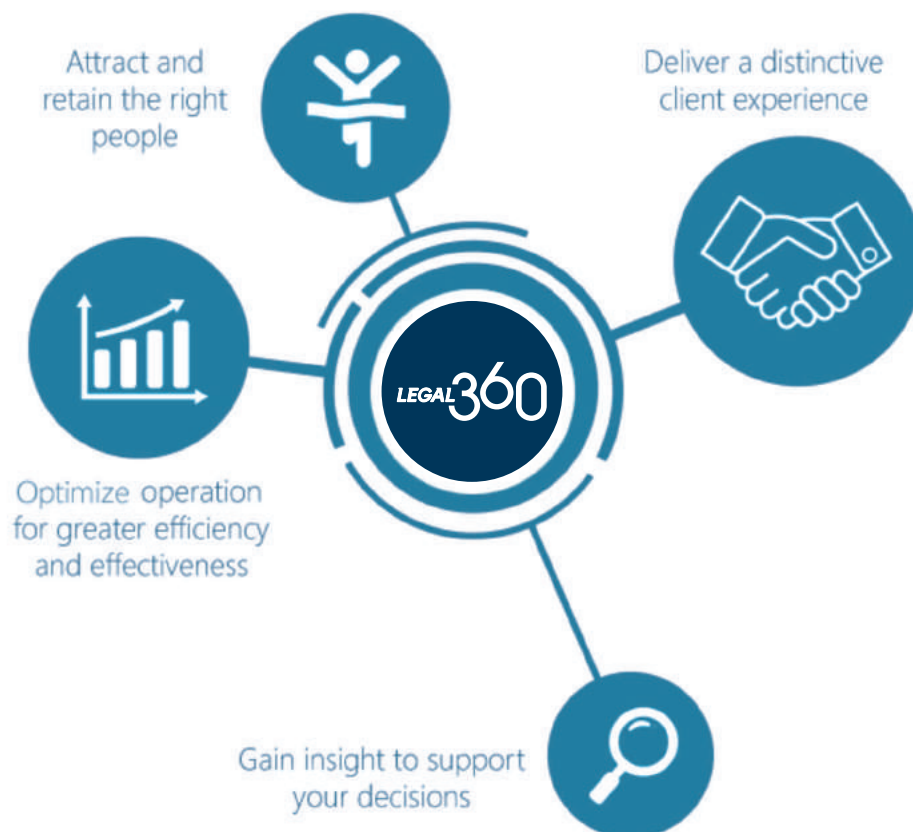 Attract and
retain the right
people
Deliver a distinctive
client experience
LEGAL360
Optimize operation
for greater efficiency
and effectiveness
Gain insight to support
your decisions